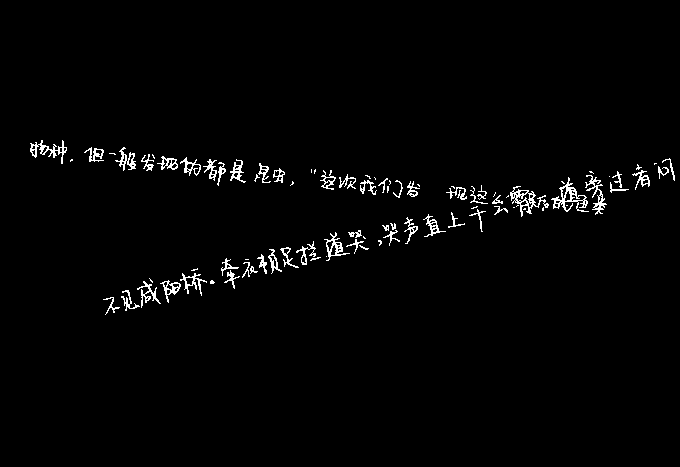 物种，但一般发现的都是昆虫，"这次我们发 现这
不见咸阳桥。牵衣顿足拦道哭，哭声直上干云霄。道旁过者问